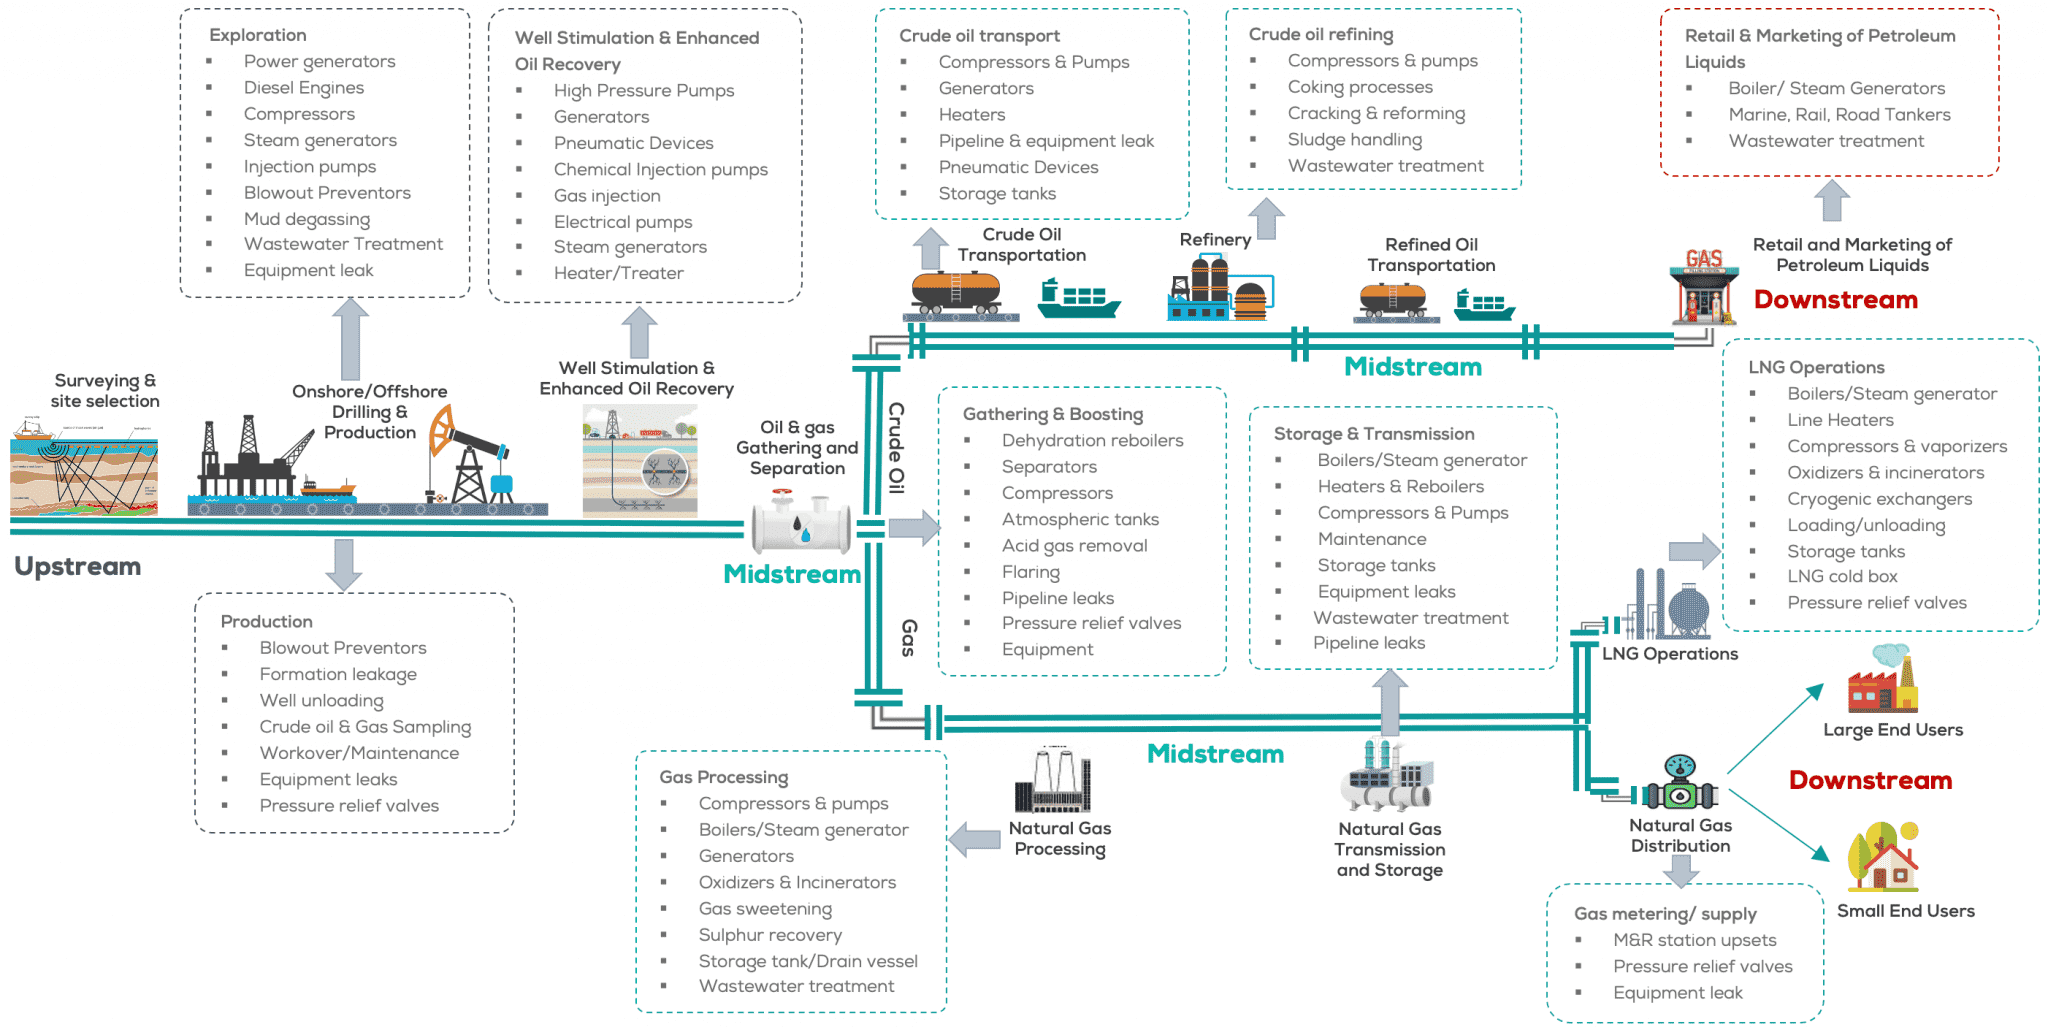 Exploration
▪ Power generators
▪ Diesel Engines
▪ Compressors
▪ Steam generators
▪ Injection pumps
▪ Blowout Preventors
▪ Mud degassing
▪ Wastewater Treatment
▪ Equipment leak
Well Stimulation & Enhanced
Oil Recovery
▪ High Pressure Pumps
▪ Generators
▪ Pneumatic Devices
▪ Chemical Injection pumps
▪ Gas injection
▪ Electrical pumps
▪ Steam generators
▪ Heater/Treater
Crude oil transport
▪ Compressors & Pumps
▪ Generators
▪ Heaters
▪ Pipeline & equipment leak
▪ Pneumatic Devices
▪ Storage tanks
Crude oil refining
▪ Compressors & pumps
▪ Coking processes
▪ Cracking & reforming
▪ Sludge handling
▪ Wastewater treatment
Retail & Marketing of Petroleum
Liquids
▪ Boiler/ Steam Generators
▪ Marine, Rail, Road Tankers
▪ Wastewater treatment
Crude Oil
Transportation
Refinery
Refined Oil
Transportation
GAS
Retail and Marketing of
Petroleum Liquids
Downstream
Midstream
Surveying &
site selection
Onshore/Offshore
Drilling &
Production
Well Stimulation &
Enhanced Oil Recovery
Oil & gas
Gathering and
Separation
Upstream
Midstream
Crude Oil
Gas
Gathering & Boosting
▪ Dehydration reboilers
▪ Separators
▪ Compressors
▪ Atmospheric tanks
▪ Acid gas removal
▪ Flaring
▪ Pipeline leaks
▪ Pressure relief valves
▪ Equipment
Storage & Transmission
▪ Boilers/Steam generator
▪ Heaters & Reboilers
▪ Compressors & Pumps
▪ Maintenance
▪ Storage tanks
▪ Equipment leaks
▪ Wastewater treatment
▪ Pipeline leaks
LNG Operations
▪ Boilers/Steam generator
▪ Line Heaters
▪ Compressors & vaporizers
▪ Oxidizers & incinerators
▪ Cryogenic exchangers
▪ Loading/unloading
▪ Storage tanks
▪ LNG cold box
▪ Pressure relief valves
LNG Operations
Production
▪ Blowout Preventors
▪ Formation leakage
▪ Well unloading
▪ Crude oil & Gas Sampling
▪ Workover/Maintenance
▪ Equipment leaks
▪ Pressure relief valves
Gas Processing
▪ Compressors & pumps
▪ Boilers/Steam generator
▪ Generators
▪ Oxidizers & Incinerators
▪ Gas sweetening
▪ Sulphur recovery
▪ Storage tank/Drain vessel
▪ Wastewater treatment
Midstream
Natural Gas
Processing
Natural Gas
Transmission
and Storage
Natural Gas
Distribution
Large End Users
Downstream
Small End Users
Gas metering/ supply
▪ M&R station upsets
▪ Pressure relief valves
▪ Equipment leak